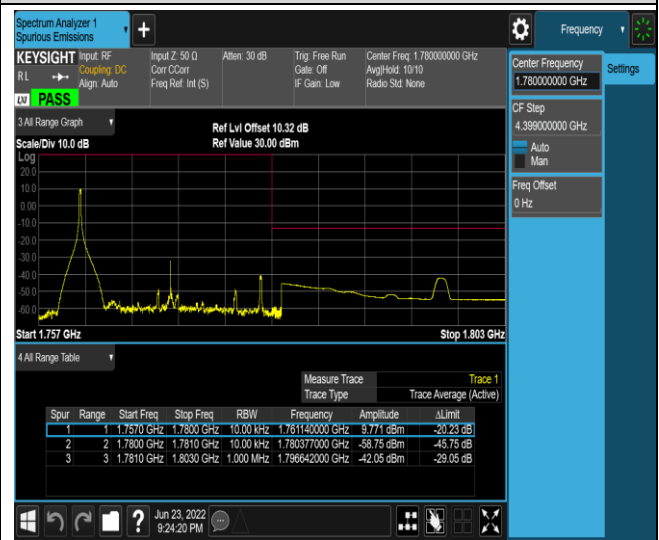 Spectrum Analyzer 1
Spurious Emissions
Frequency
KEYSIGHT
Input: RF
Coupling: DC
Align: Auto
Input Z: 50 Ω
Corr CCorr
Freq Ref: Int (S)
Atten: 30 dB
Trig: Free Run
Gate: Off
IF Gain: Low
Center Freq: 1.780000000 GHz
Avg|Hold: 10/10
Radio Std: None
RL
LXI PASS
Center Frequency
1.780000000 GHz
Settings
CF Step
4.399000000 GHz
Auto
Man
Freq Offset
0 Hz
3 All Range Graph
Ref Lvl Offset 10.32 dB
Scale/Div 10.0 dB
Ref Value 30.00 dBm
Log
20.0
10.0
0.00
-10.0
-20.0
-30.0
-40.0
-50.0
-60.0
Start 1.757 GHz
Stop 1.803 GHz
4 All Range Table
Measure Trace Trace 1
Trace Type Trace Average (Active)
Spur Range Start Freq Stop Freq RBW Frequency Amplitude ΔLimit
1 1 1.7570 GHz 1.7800 GHz 10.00 kHz 1.761140000 GHz 9.771 dBm -20.23 dB
2 2 1.7800 GHz 1.7810 GHz 10.00 kHz 1.780377000 GHz -58.75 dBm -45.75 dB
3 3 1.7810 GHz 1.8030 GHz 1.000 MHz 1.796642000 GHz -42.05 dBm -29.05 dB
Jun 23, 2022
9:24:20 PM